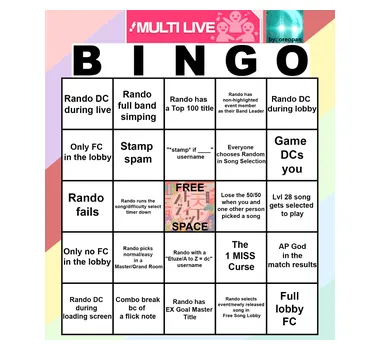 MULTI LIVE
by: oreopan
BINGO
Rando DC
during live
Rando
full band
simping
Rando has
a Top 100 title
Rando has
non-highlighted
event member
as their Band Leader
Rando DC
during lobby
Only FC
in the lobby
Stamp
spam
"*stamp* if ____"
username
Everyone
chooses Random
in Song Selection
Game
DCs
you
Rando
fails
Rando runs the
song/difficulty select
timer down
FREE
SPACE
Lose the 50/50
when you and
one other person
picked a song
Lvl 28 song
gets selected
to play
Only no FC
in the lobby
Rando picks
normal/easy
in a
Master/Grand Room
Rando with a
"Etuze/A to Z = dc"
username
The
1 MISS
Curse
AP God
in the
match results
Rando DC
during
loading screen
Combo break
bc of
a flick note
Rando has
EX Goal Master
Title
Rando selects
event/newly released
song in
Free Song Lobby
Full
lobby
FC